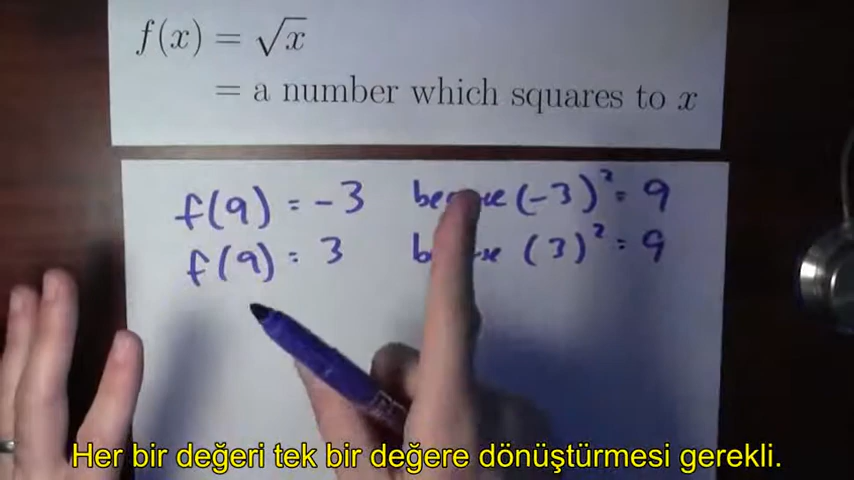 f(x) = √x
= a number which squares to x
f(9) = -3 (-3)² = 9
f(9) = 3 (3)² = 9
Her bir değeri tek bir değere dönüştürmesi gerekli.